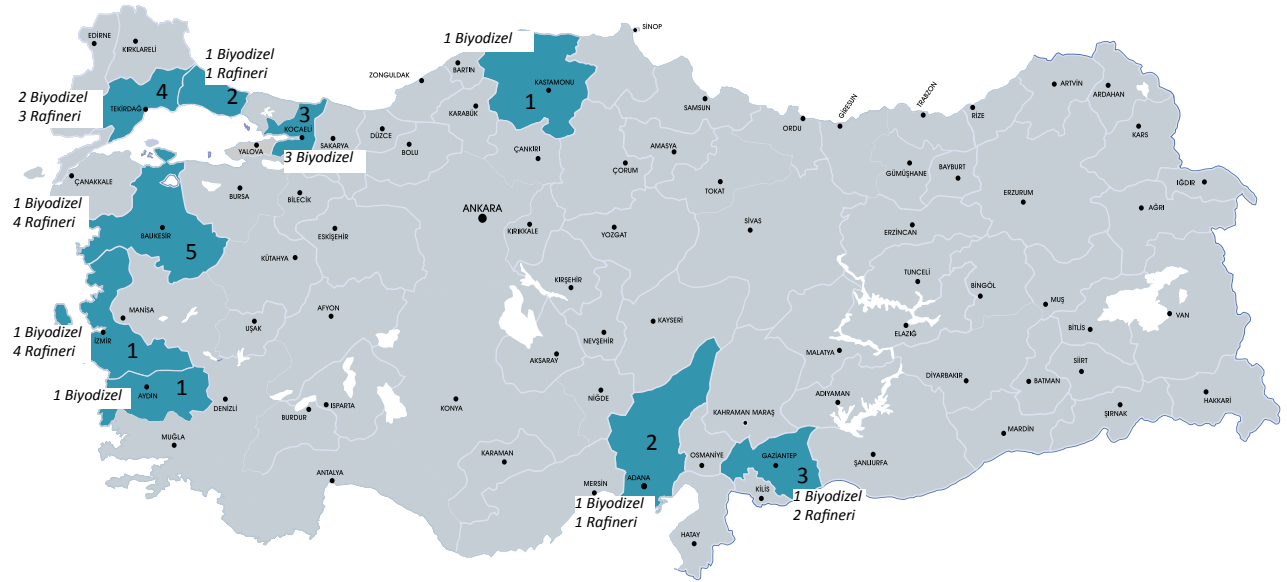 SİNOP
1 Biyodizel
EDİRNE
KIRKLARELİ
1 Biyodizel
1 Rafineri
BARTIN
ZONGULDAK
KASTAMONU
1
ARTVİN
ARDAHAN
4
2
2 Biyodizel
3 Rafineri
TEKİRDAĞ
3
KOCAELİ
SAKARYA
DÜZCE
KARABÜK
SAMSUN
ORDU
GİRESUN
TRABZON
RİZE
KARS
YALOVA
3 Biyodizel
BOLU
ÇANKIRI
AMASYA
ÇORUM
GÜMÜŞHANE
BAYBURT
ÇANAKKALE
BURSA
BİLECİK
TOKAT
ERZURUM
IĞDIR
1 Biyodizel
4 Rafineri
BALIKESİR
5
ESKİŞEHİR
ANKARA
KIRIKKALE
YOZGAT
SİVAS
ERZİNCAN
AĞRI
KÜTAHYA
KIRŞEHİR
TUNCELİ
BİNGÖL
MUŞ
VAN
MANİSA
UŞAK
AFYON
NEVŞEHİR
KAYSERİ
ELAZIĞ
BİTLİS
1 Biyodizel
4 Rafineri
İZMİR
1
AKSARAY
MALATYA
SİİRT
1 Biyodizel
AYDIN
1
DENİZLİ
BURDUR
ISPARTA
KONYA
NİĞDE
KAHRAMAN MARAŞ
ADIYAMAN
DİYARBAKIR
BATMAN
ŞIRNAK
HAKKARİ
MUĞLA
ANTALYA
KARAMAN
2
OSMANİYE
GAZİANTEP
ŞANLIURFA
MARDİN
MERSİN
ADANA
3
KİLİS
1 Biyodizel
1 Rafineri
1 Biyodizel
2 Rafineri
HATAY